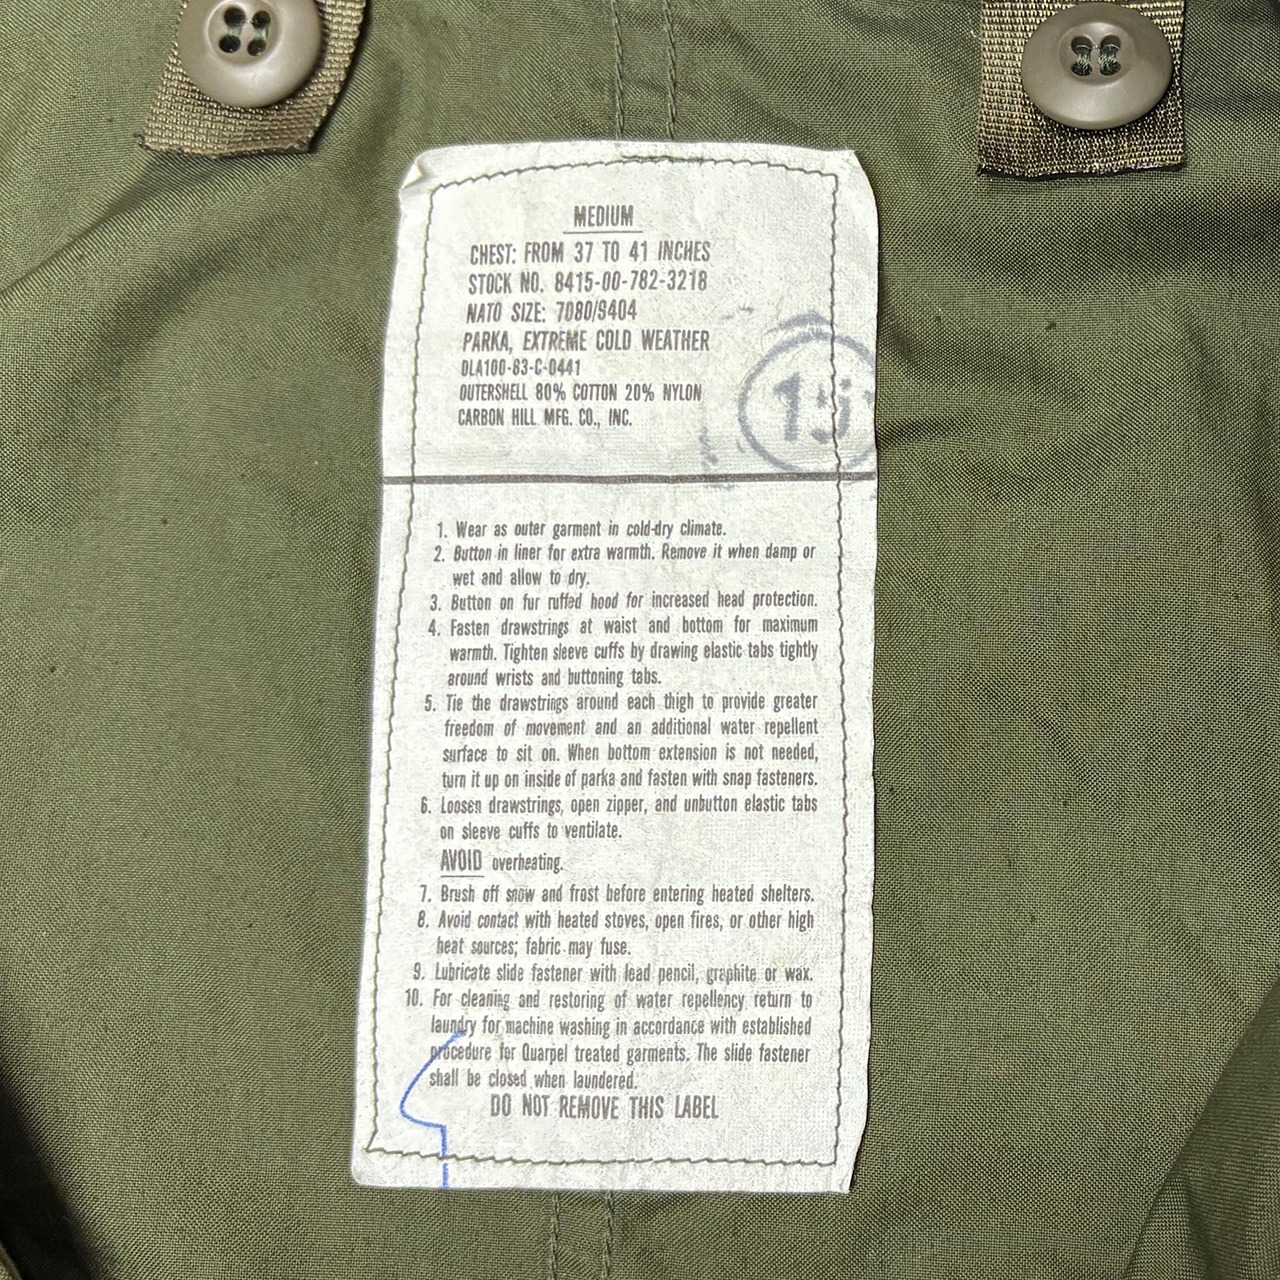 MEDIUM
CHEST: FROM 37 TO 41 INCHES
STOCK NO. 8415-00-782-3218
NATO SIZE: 7080/9404
PARKA, EXTREME COLD WEATHER
DLA100-83-C-0441
OUTERSHELL 80% COTTON 20% NYLON
CARBON HILL MFG. CO., INC.
1. Wear as outer garment in cold-dry climate.
2. Button in liner for extra warmth. Remove it when damp or
wet and allow to dry.
3. Button on fur ruffed hood for increased head protection.
4. Fasten drawstrings at waist and bottom for maximum
warmth. Tighten sleeve cuffs by drawing elastic tabs tightly
around wrists and buttoning tabs.
5. Tie the drawstrings around each thigh to provide greater
freedom of movement and an additional water repellent
surface to sit on. When bottom extension is not needed,
turn it up on inside of parka and fasten with snap fasteners.
6. Loosen drawstrings, open zipper, and unbutton elastic tabs
on sleeve cuffs to ventilate.
AVOID overheating.
7. Brush off snow and frost before entering heated shelters.
8. Avoid contact with heated stoves, open fires, or other high
heat sources; fabric may fuse.
9. Lubricate slide fastener with lead pencil, graphite or wax.
10. For cleaning and restoring of water repellency return to
laundry for machine washing in accordance with established
procedure for Quarpel treated garments. The slide fastener
shall be closed when laundered.
DO NOT REMOVE THIS LABEL